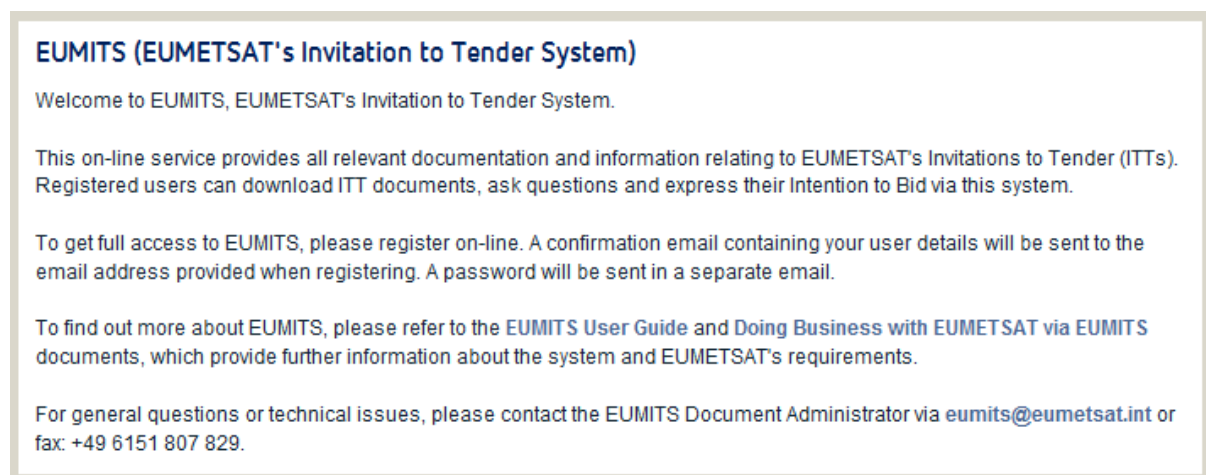 EUMITS (EUMETSAT's Invitation to Tender System)
Welcome to EUMITS, EUMETSAT's Invitation to Tender System.
This on-line service provides all relevant documentation and information relating to EUMETSAT's Invitations to Tender (ITTs).
Registered users can download ITT documents, ask questions and express their Intention to Bid via this system.
To get full access to EUMITS, please register on-line. A confirmation email containing your user details will be sent to the
email address provided when registering. A password will be sent in a separate email.
To find out more about EUMITS, please refer to the EUMITS User Guide and Doing Business with EUMETSAT via EUMITS
documents, which provide further information about the system and EUMETSAT's requirements.
For general questions or technical issues, please contact the EUMITS Document Administrator via eumits@eumetsat.int or
fax: +49 6151 807 829.